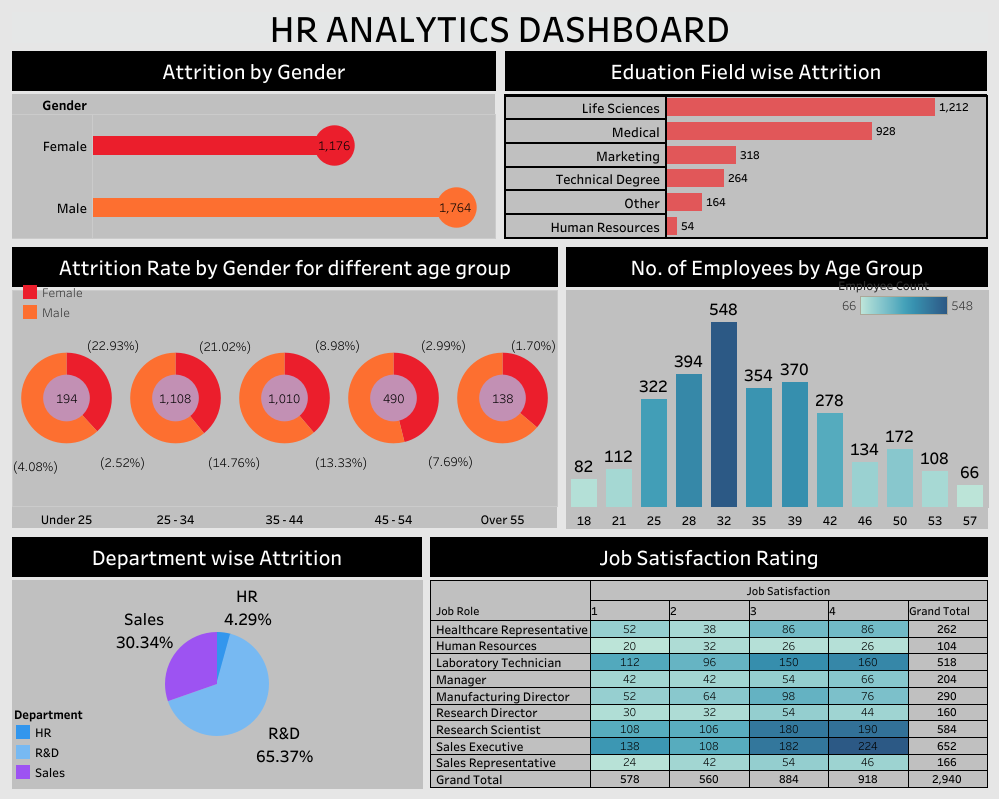 HR ANALYTICS DASHBOARD
Attrition by Gender
Gender
Female
1,176
Male
1,764
Eduation Field wise Attrition
Life Sciences 1,212
Medical 928
Marketing 318
Technical Degree 264
Other 164
Human Resources 54
Attrition Rate by Gender for different age group
Female
Male
(22.93%) (21.02%) (8.98%) (2.99%) (1.70%)
194 1,108 1,010 490 138
(4.08%) (2.52%) (14.76%) (13.33%) (7.69%)
Under 25 25 - 34 35 - 44 45 - 54 Over 55
No. of Employees by Age Group
Employee Count
66 548
82 112 322 394 548 354 370 278 134 172 108 66
18 21 25 28 32 35 39 42 46 50 53 57
Department wise Attrition
HR
4.29%
Sales
30.34%
R&D
65.37%
Department
HR
R&D
Sales
Job Satisfaction Rating
Job Satisfaction
Job Role 1 2 3 4 Grand Total
Healthcare Representative 52 38 86 86 262
Human Resources 20 32 26 26 104
Laboratory Technician 112 96 150 160 518
Manager 42 42 54 66 204
Manufacturing Director 52 64 98 76 290
Research Director 30 32 54 44 160
Research Scientist 108 106 180 190 584
Sales Executive 138 108 182 224 652
Sales Representative 24 42 54 46 166
Grand Total 578 560 884 918 2,940